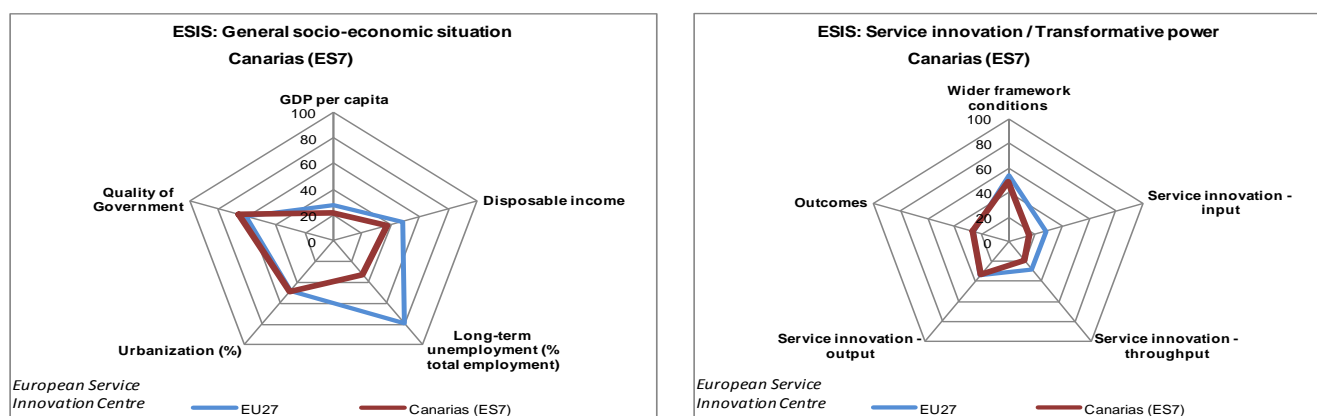 ESIS: General socio-economic situation
Canarias (ES7)
GDP per capita
100
80
60
40
20
0
Quality of
Government
Disposable income
Urbanization (%)
Long-term
unemployment (%
total employment)
European Service
Innovation Centre
EU27
Canarias (ES7)
ESIS: Service innovation / Transformative power
Canarias (ES7)
Wider framework
conditions
100
80
60
40
20
0
Outcomes
Service innovation -
input
Service innovation -
output
Service innovation -
throughput
European Service
Innovation Centre
EU27
Canarias (ES7)